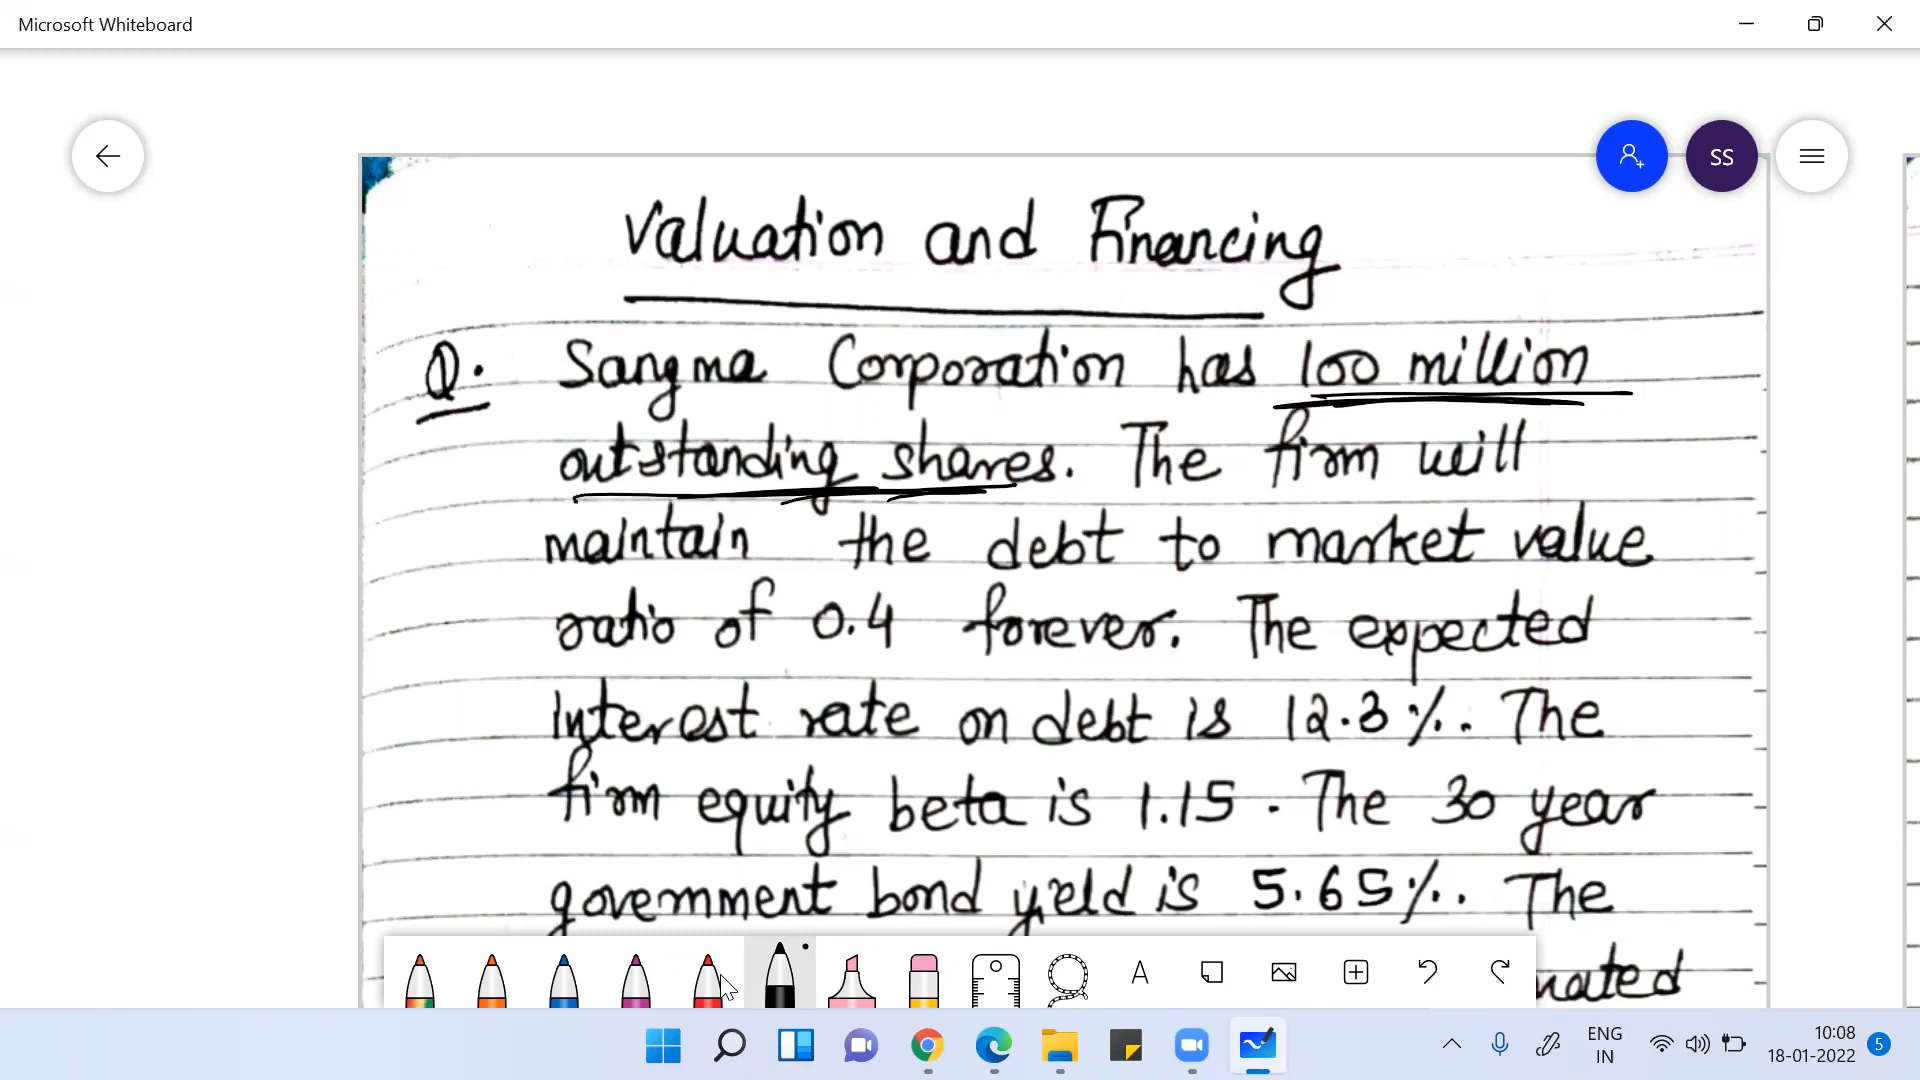 Microsoft Whiteboard
SS
Valuation and Financing
Q. Sangma Corporation has 100 million
outstanding shares. The firm will
maintain the debt to market value
ratio of 0.4 forever. The expected
interest rate on debt is 12.3%. The
firm equity beta is 1.15. The 30 year
government bond yield is 5.65%. The
mated
A
ENG
IN
10:08
18-01-2022
5